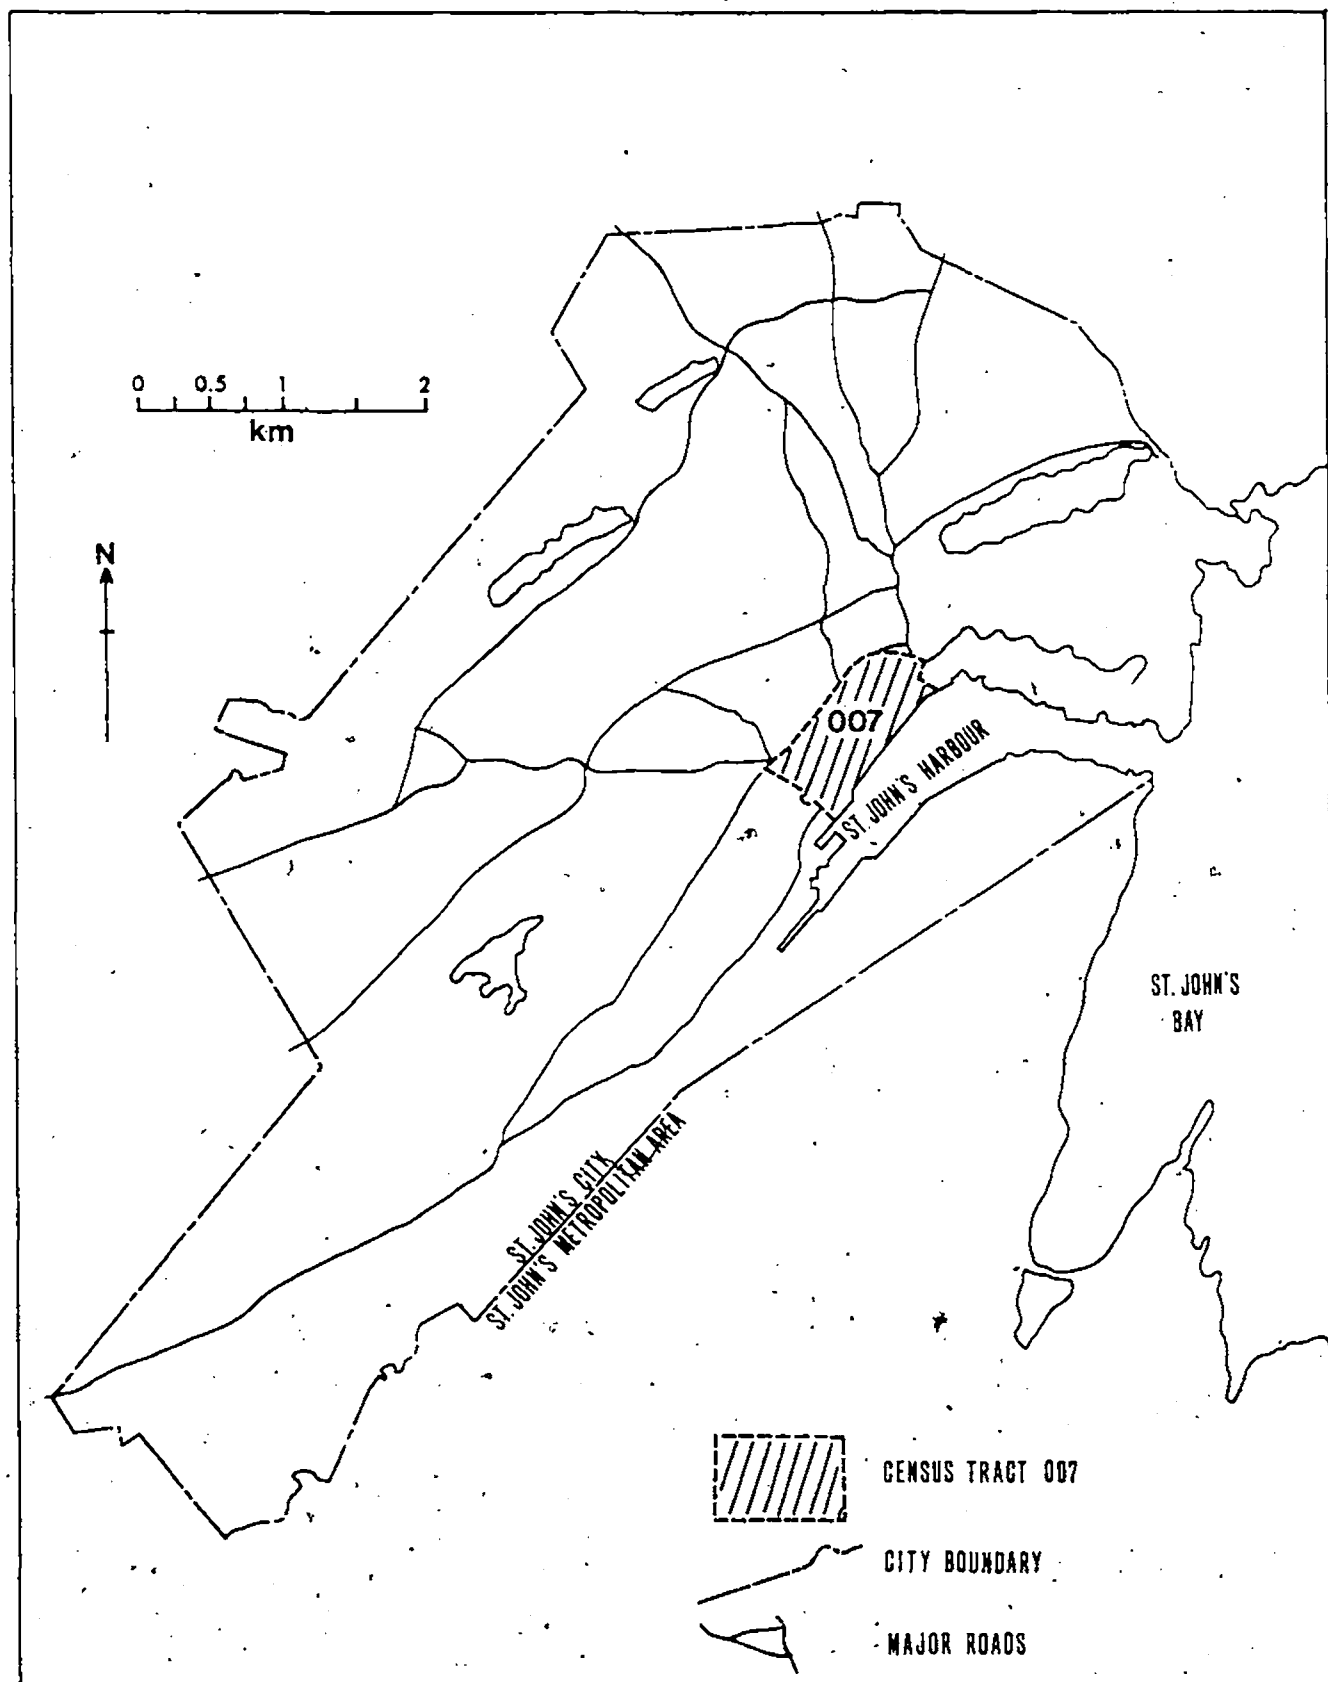 0 0.5 1 2
km
N
007
ST. JOHN'S HARBOUR
ST. JOHN'S
BAY
ST. JOHN'S CITY
ST. JOHN'S METROPOLITAN AREA
CENSUS TRACT 007
CITY BOUNDARY
MAJOR ROADS